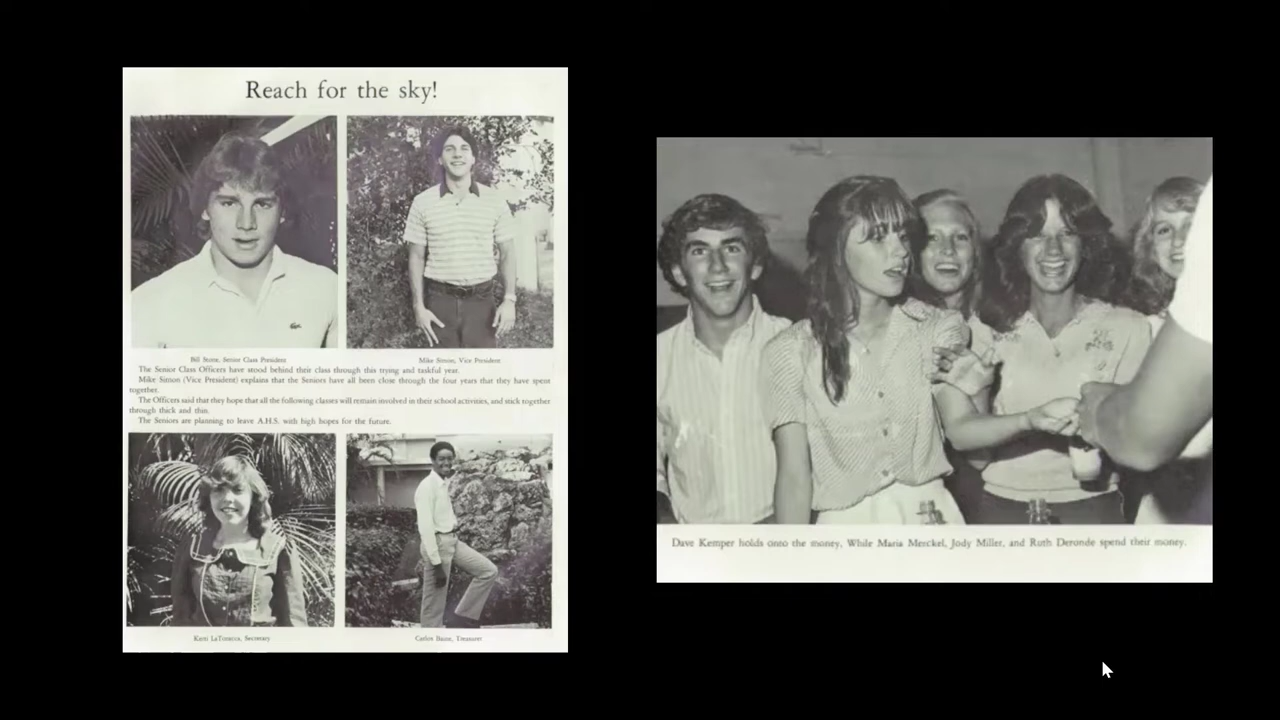 Reach for the sky!
Bill Stone, Senior Class President
Mike Simon, Vice President
The Senior Class Officers have stood behind their class through this trying and taskful year.
Mike Simon (Vice President) explains that the Seniors have all been close through the four years that they have spent
together.
The Officers said that they hope that all the following classes will remain involved in their school activities, and stick together
through thick and thin.
The Seniors are planning to leave A.H.S. with high hopes for the future.
Secretary
Treasurer
Dave Kemper holds onto the money, While Maria Merckel, Jody Miller, and Ruth Deronde spend their money.